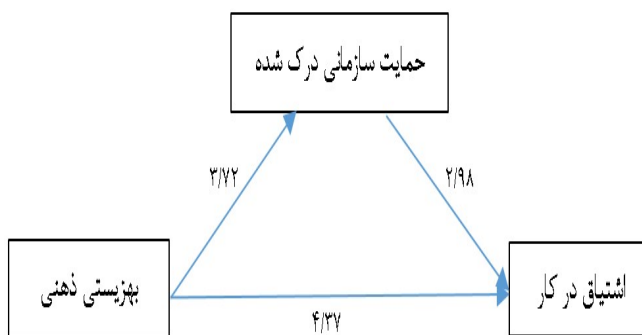 حمایت سازمانی درک شده
۳/۷۲
۲/۹۸
بهزیستی ذهنی
اشتیاق در کار
۴/۳۷